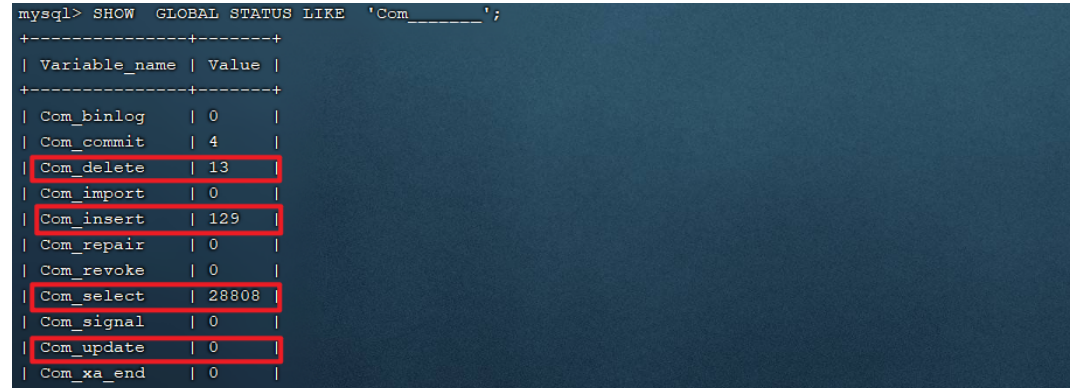 mysql> SHOW  GLOBAL STATUS LIKE  'Com_______';
+---------------+-------+
| Variable_name | Value |
+---------------+-------+
| Com_binlog    | 0     |
| Com_commit    | 4     |
| Com_delete    | 13    |
| Com_import    | 0     |
| Com_insert    | 129   |
| Com_repair    | 0     |
| Com_revoke    | 0     |
| Com_select    | 28808 |
| Com_signal    | 0     |
| Com_update    | 0     |
| Com_xa_end    | 0     |